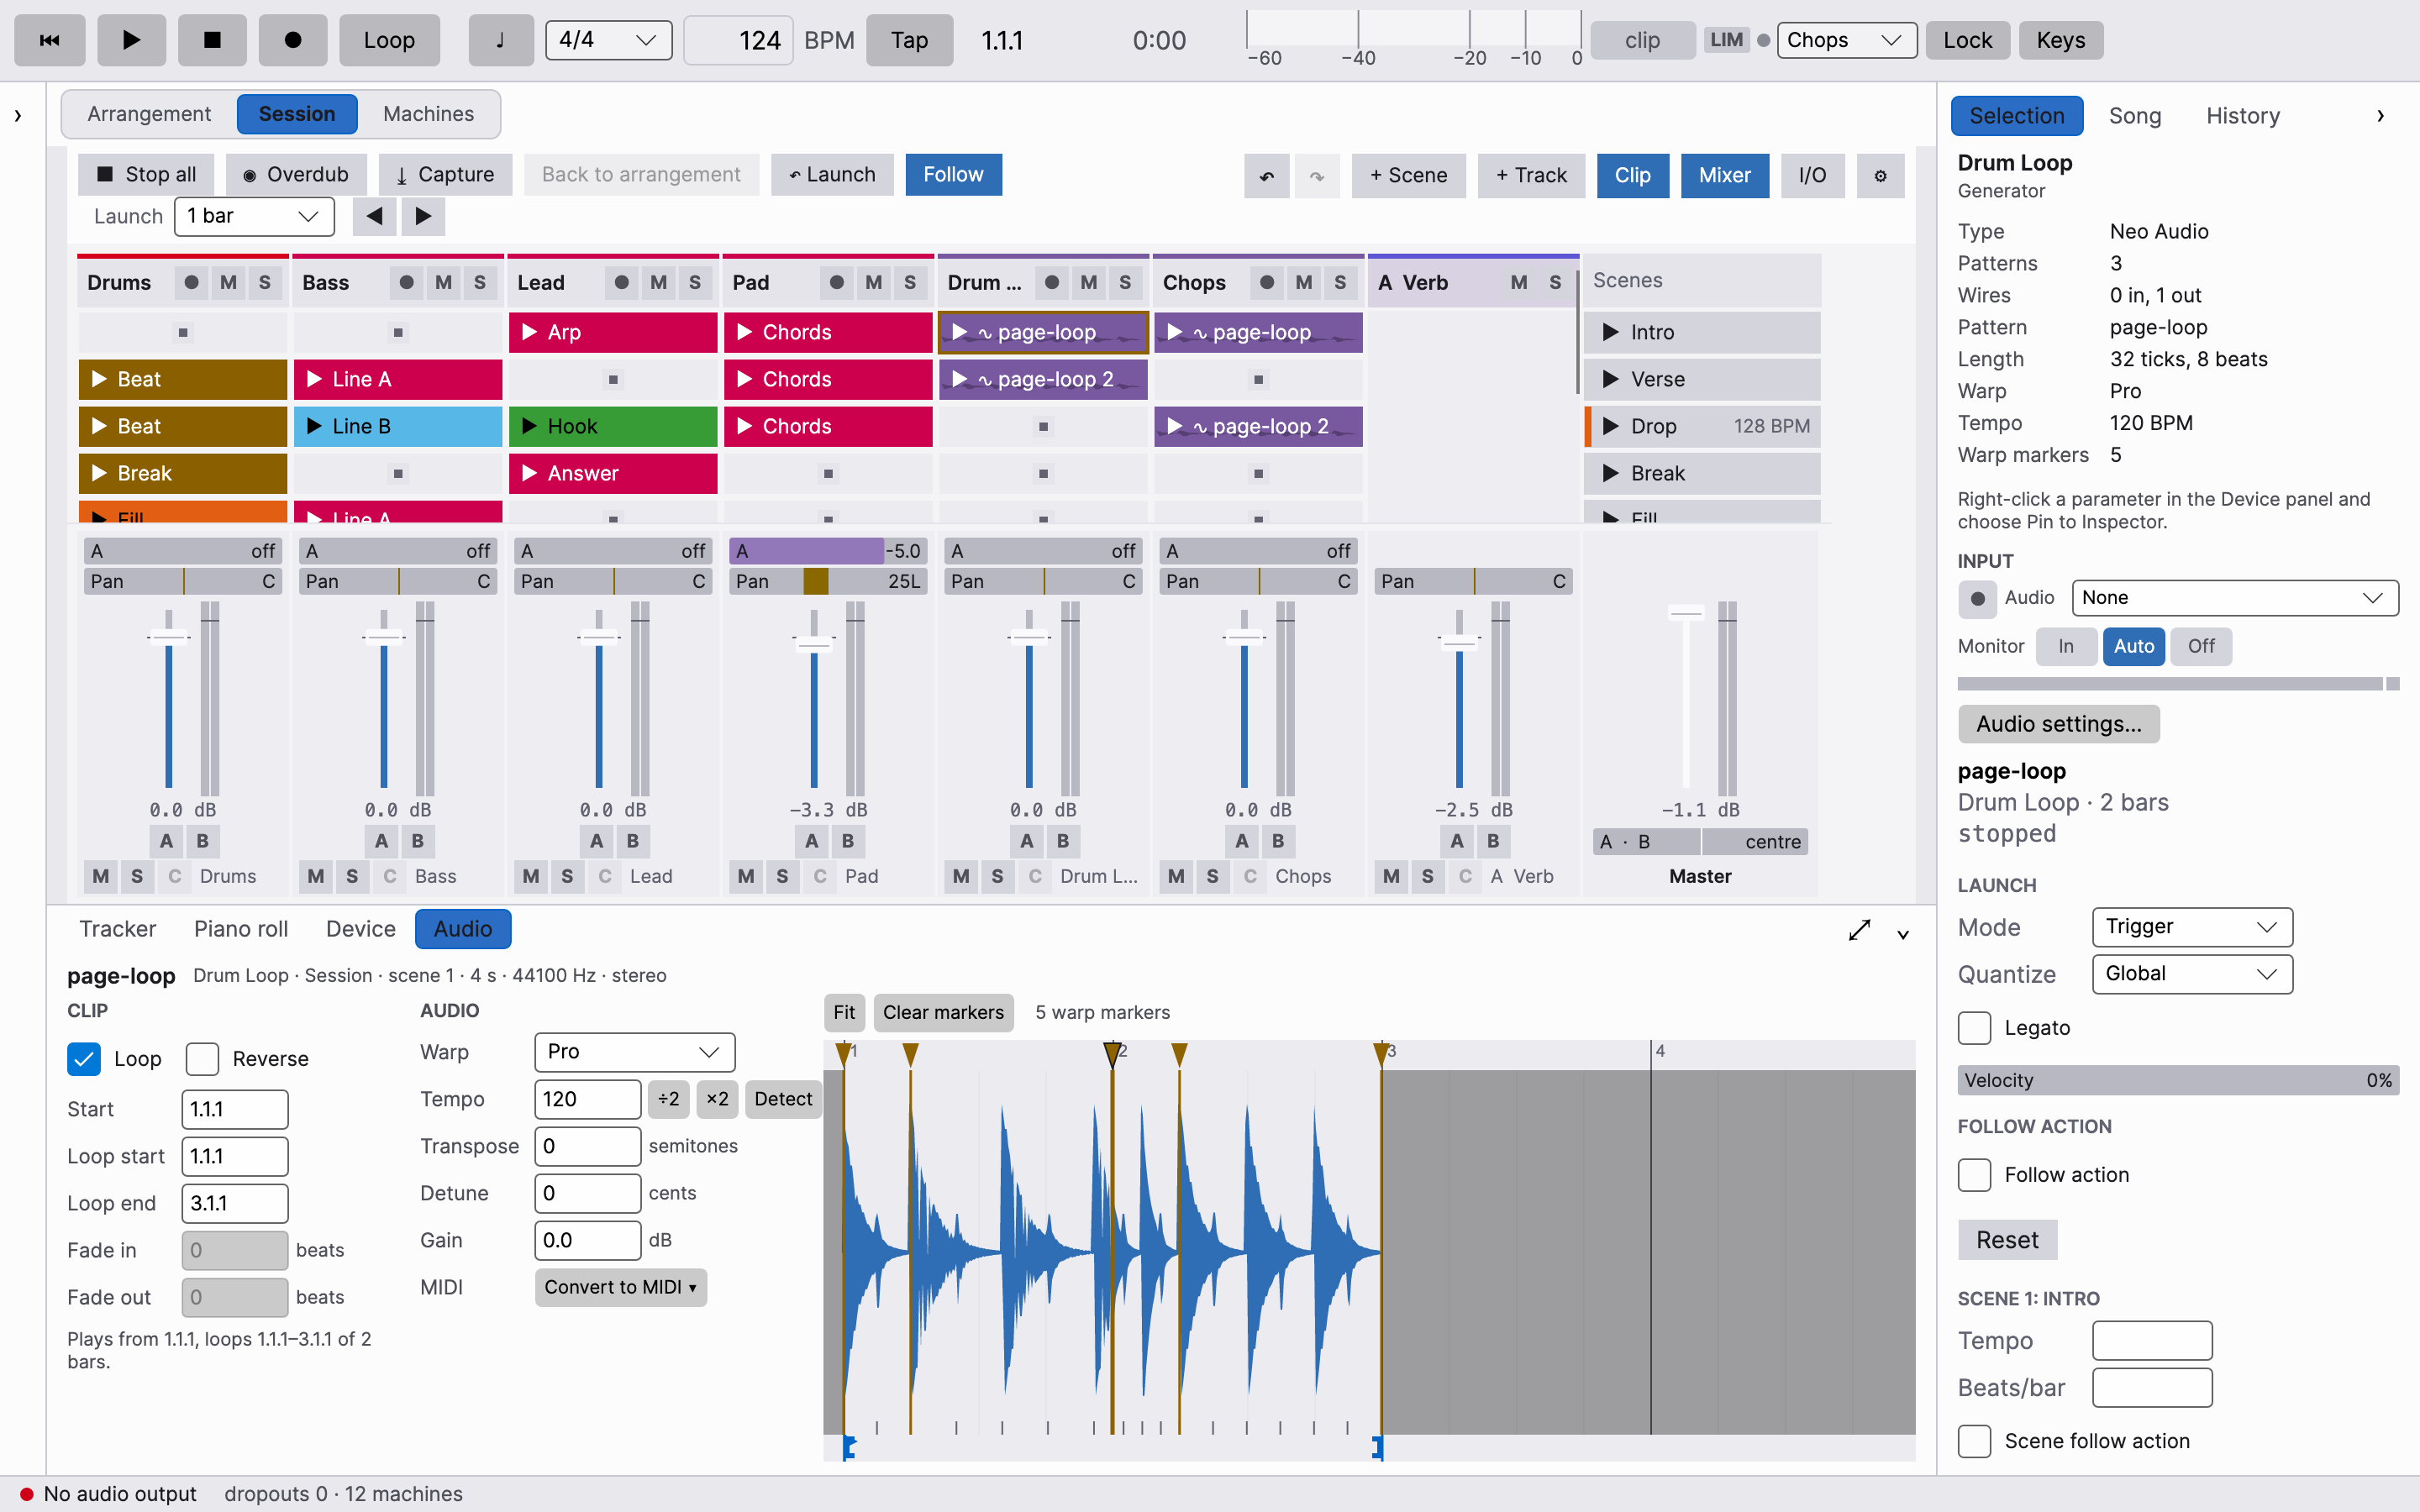 Loop 4/4 124 BPM Tap 1.1.1 0:00 −60 −40 −20 −10 0 clip LIM Chops Lock Keys
Arrangement Session Machines
Selection Song History
Stop all Overdub Capture Back to arrangement Launch Follow + Scene + Track Clip Mixer I/O
Launch 1 bar
Drums M S Bass M S Lead M S Pad M S Drum ... M S Chops M S A Verb M S Scenes
Arp Chords page-loop page-loop Intro
Beat Line A Chords page-loop 2 Verse
Beat Line B Hook Chords page-loop 2 Drop 128 BPM
Break Answer Break
Fill Line A Fill
A off A off A off A -5.0 A off A off
Pan C Pan C Pan C Pan 25L Pan C Pan C Pan C
0.0 dB 0.0 dB 0.0 dB −3.3 dB 0.0 dB 0.0 dB −2.5 dB −1.1 dB
A B A B A B A B A B A B A B A · B centre
M S C Drums M S C Bass M S C Lead M S C Pad M S C Drum L... M S C Chops M S C A Verb Master
Drum Loop
Generator
Type Neo Audio
Patterns 3
Wires 0 in, 1 out
Pattern page-loop
Length 32 ticks, 8 beats
Warp Pro
Tempo 120 BPM
Warp markers 5
Right-click a parameter in the Device panel and
choose Pin to Inspector.
INPUT
Audio None
Monitor In Auto Off
Audio settings...
page-loop
Drum Loop · 2 bars
stopped
LAUNCH
Mode Trigger
Quantize Global
Legato
Velocity 0%
FOLLOW ACTION
Follow action
Reset
SCENE 1: INTRO
Tempo
Beats/bar
Scene follow action
Tracker Piano roll Device Audio
page-loop Drum Loop · Session · scene 1 · 4 s · 44100 Hz · stereo
CLIP
Loop Reverse
Start 1.1.1
Loop start 1.1.1
Loop end 3.1.1
Fade in 0 beats
Fade out 0 beats
Plays from 1.1.1, loops 1.1.1–3.1.1 of 2
bars.
AUDIO
Warp Pro
Tempo 120 ÷2 ×2 Detect
Transpose 0 semitones
Detune 0 cents
Gain 0.0 dB
MIDI Convert to MIDI
Fit Clear markers 5 warp markers
1 2 3 4
No audio output dropouts 0 · 12 machines